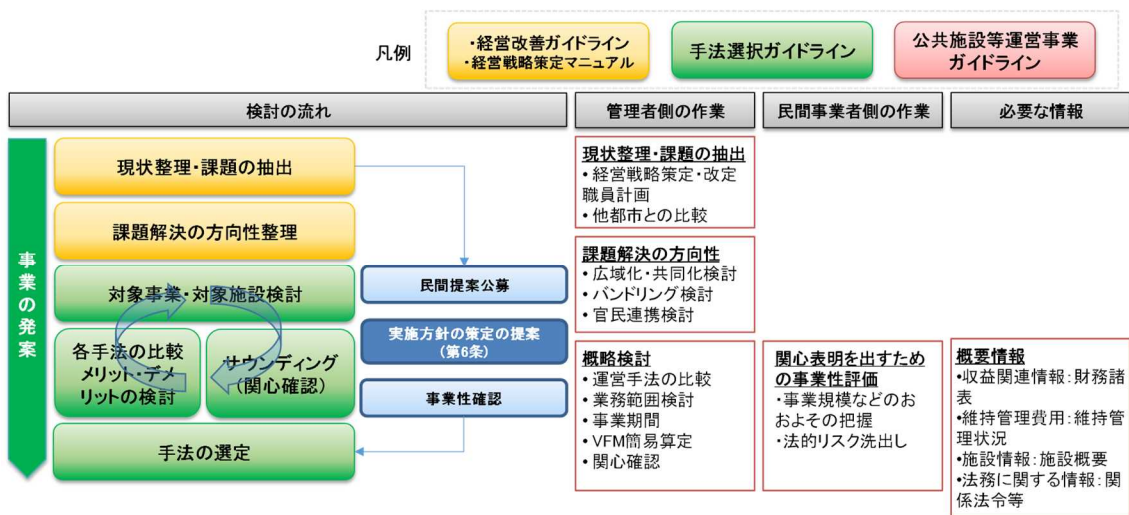 凡例
・経営改善ガイドライン
・経営戦略策定マニュアル
手法選択ガイドライン
公共施設等運営事業
ガイドライン
検討の流れ
管理者側の作業
民間事業者側の作業
必要な情報
事業の発案
現状整理・課題の抽出
課題解決の方向性整理
対象事業・対象施設検討
各手法の比較
メリット・デメ
リットの検討
サウンディング
(関心確認)
手法の選定
民間提案公募
実施方針の策定の提案
(第6条)
事業性確認
現状整理・課題の抽出
• 経営戦略策定・改定
職員計画
• 他都市との比較
課題解決の方向性
• 広域化・共同化検討
• バンドリング検討
• 官民連携検討
概略検討
• 運営手法の比較
• 業務範囲検討
• 事業期間
• VFM簡易算定
• 関心確認
関心表明を出すため
の事業性評価
・事業規模などのお
およその把握
・法的リスク洗出し
概要情報
•収益関連情報:財務諸
表
•維持管理費用:維持管
理状況
•施設情報:施設概要
•法務に関する情報:関
係法令等